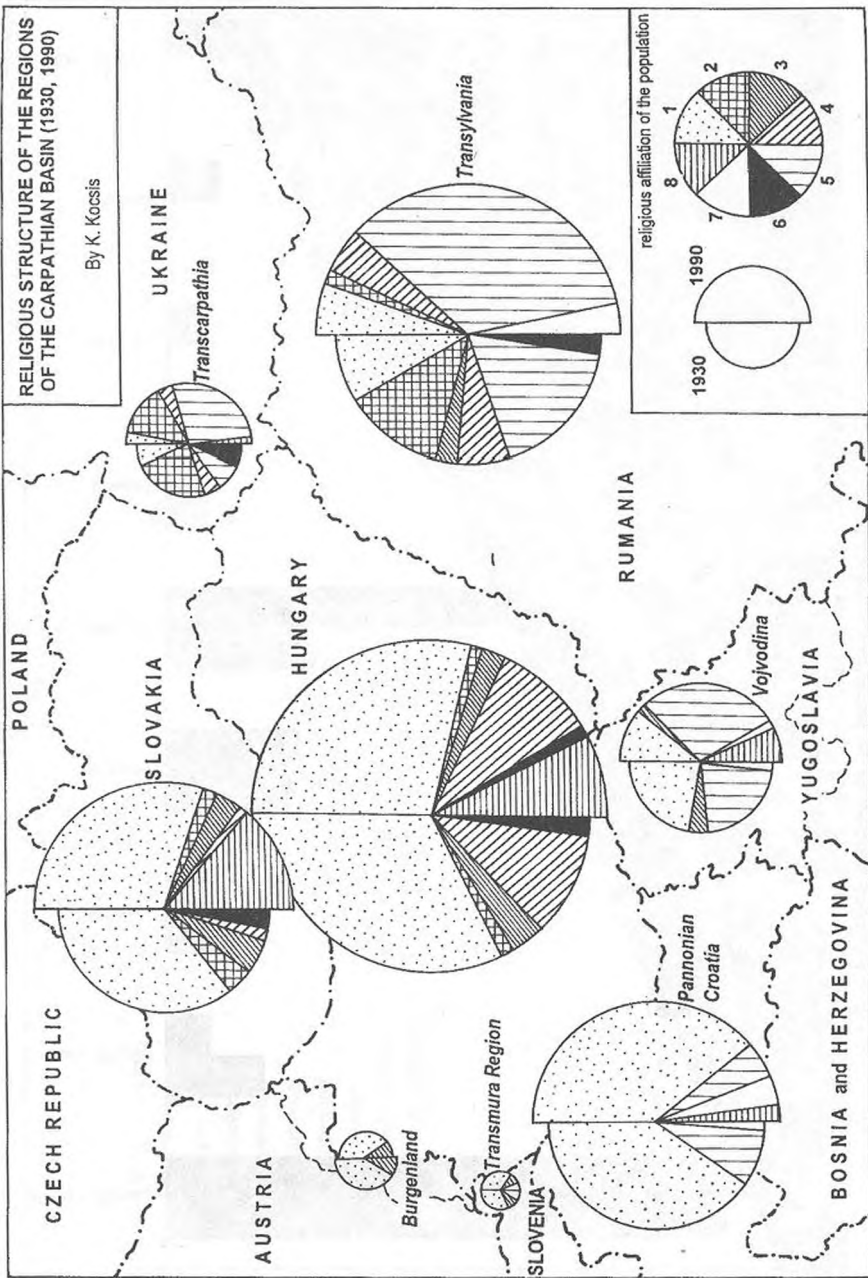 RELIGIOUS STRUCTURE OF THE REGIONS
OF THE CARPATHIAN BASIN (1930, 1990)
By K. Kocsis
POLAND
CZECH REPUBLIC
SLOVAKIA
UKRAINE
Transcarpathia
AUSTRIA
Burgenland
HUNGARY
Transylvania
Transmura Region
SLOVENIA
RUMANIA
Pannonian
Croatia
Vojvodina
YUGOSLAVIA
BOSNIA and HERZEGOVINA
religious affiliation of the population
1930
1990
1
2
3
4
5
6
7
8